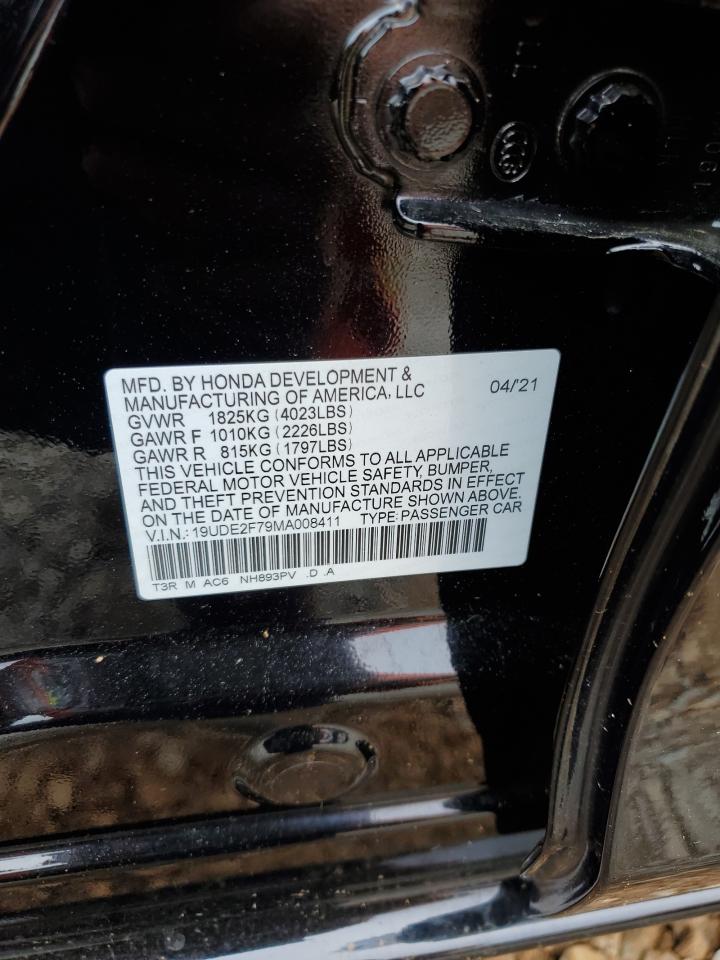 MFD. BY HONDA DEVELOPMENT &
MANUFACTURING OF AMERICA, LLC 04/'21
GVWR 1825KG (4023LBS)
GAWR F 1010KG (2226LBS)
GAWR R 815KG (1797LBS)
THIS VEHICLE CONFORMS TO ALL APPLICABLE
FEDERAL MOTOR VEHICLE SAFETY, BUMPER,
AND THEFT PREVENTION STANDARDS IN EFFECT
ON THE DATE OF MANUFACTURE SHOWN ABOVE.
V.I.N.: 19UDE2F79MA008411 TYPE: PASSENGER CAR
T3R M AC6 NH893PV .D .A